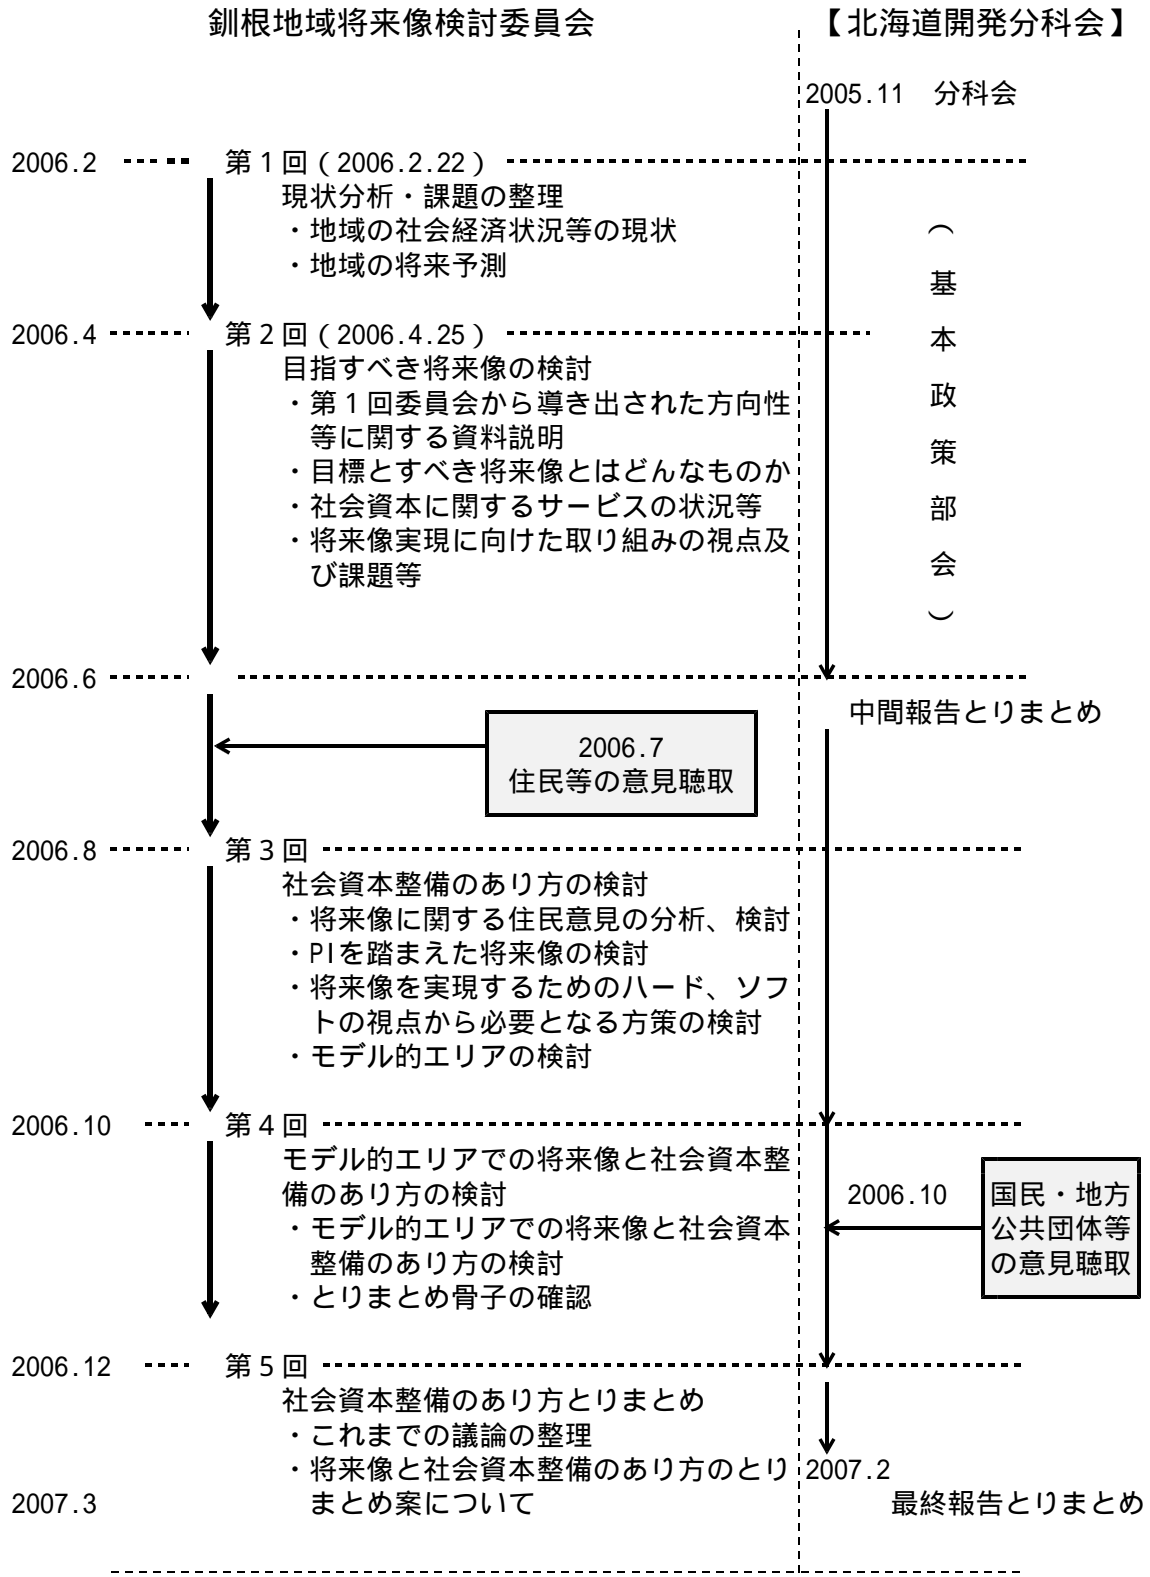 釧根地域将来像検討委員会
【北海道開発分科会】
2005.11 分科会
2006.2
第1回(2006.2.22)
現状分析・課題の整理
・地域の社会経済状況等の現状
・地域の将来予測
(基本政策部会)
2006.4
第2回(2006.4.25)
目指すべき将来像の検討
・第1回委員会から導き出された方向性
等に関する資料説明
・目標とすべき将来像とはどんなものか
・社会資本に関するサービスの状況等
・将来像実現に向けた取り組みの視点及
び課題等
2006.6
中間報告とりまとめ
2006.7
住民等の意見聴取
2006.8
第3回
社会資本整備のあり方の検討
・将来像に関する住民意見の分析、検討
・PIを踏まえた将来像の検討
・将来像を実現するためのハード、ソフ
トの視点から必要となる方策の検討
・モデル的エリアの検討
2006.10
第4回
モデル的エリアでの将来像と社会資本整
備のあり方の検討
・モデル的エリアでの将来像と社会資本
整備のあり方の検討
・とりまとめ骨子の確認
2006.10
国民・地方
公共団体等
の意見聴取
2006.12
第5回
社会資本整備のあり方とりまとめ
・これまでの議論の整理
・将来像と社会資本整備のあり方のとり
まとめ案について
2007.3
2007.2
最終報告とりまとめ